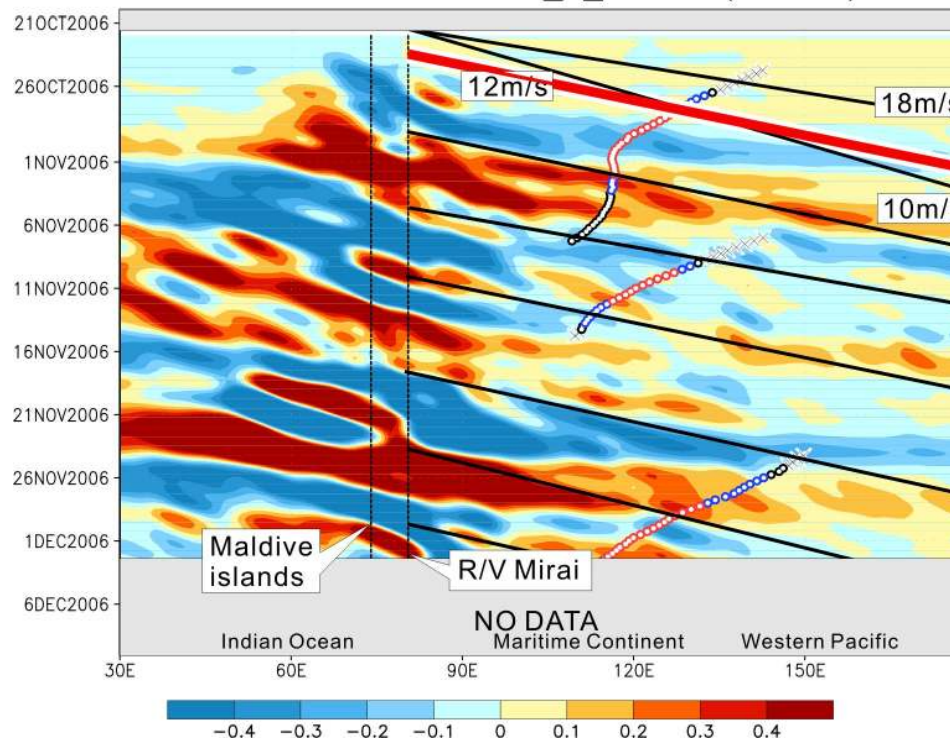 21OCT2006
26OCT2006
1NOV2006
6NOV2006
11NOV2006
16NOV2006
21NOV2006
26NOV2006
1DEC2006
6DEC2006
12m/s
18m/s
10m/
Maldive
islands
R/V Mirai
NO DATA
Indian Ocean
Maritime Continent
Western Pacific
30E
60E
90E
120E
150E
-0.4
-0.3
-0.2
-0.1
0
0.1
0.2
0.3
0.4